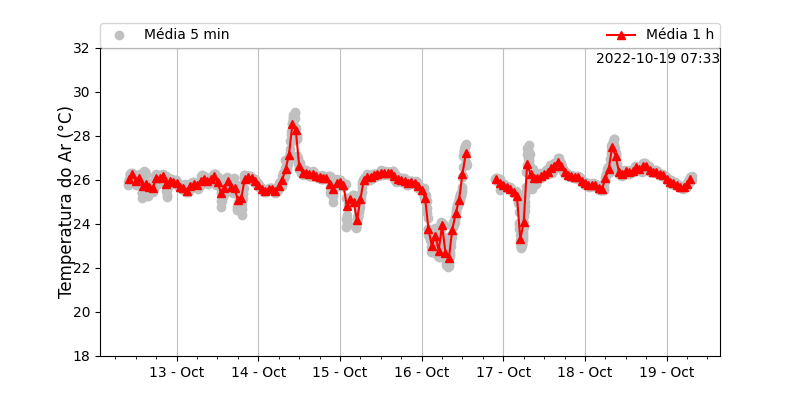 Média 5 min
Média 1 h
2022-10-19 07:33
Temperatura do Ar (°C)
32
30
28
26
24
22
20
18
13 - Oct
14 - Oct
15 - Oct
16 - Oct
17 - Oct
18 - Oct
19 - Oct